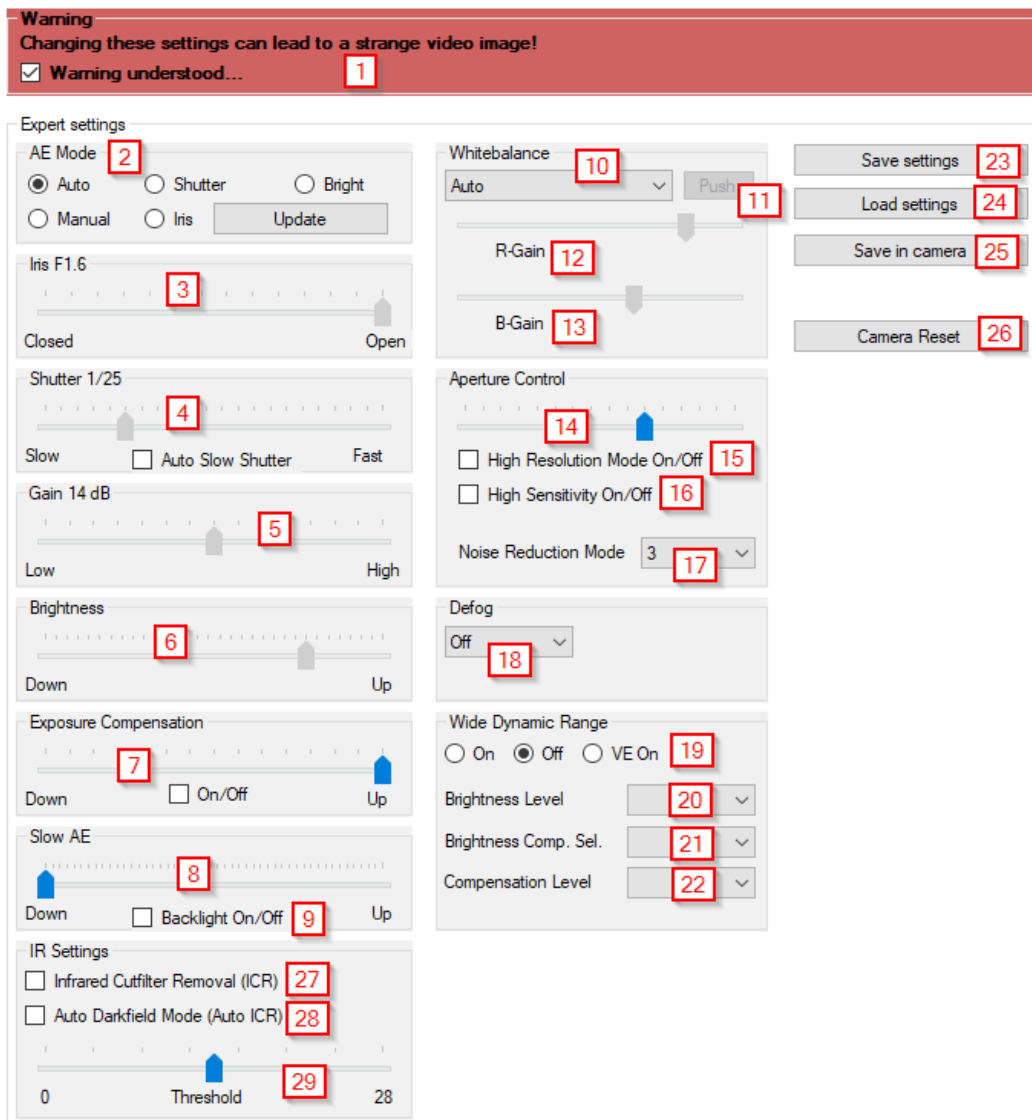 Warning
Changing these settings can lead to a strange video image!
Warning understood... 1
Expert settings
AE Mode 2
Auto Shutter Bright
Manual Iris Update
Iris F1.6
3
Closed Open
Shutter 1/25
4
Slow Auto Slow Shutter Fast
Gain 14 dB
5
Low High
Brightness
6
Down Up
Exposure Compensation
7
Down On/Off Up
Slow AE
8
Down Backlight On/Off 9 Up
IR Settings
Infrared Cutfilter Removal (ICR) 27
Auto Darkfield Mode (Auto ICR) 28
29
0 Threshold 28
Whitebalance
10
Auto Push 11
R-Gain 12
B-Gain 13
Aperture Control
14
High Resolution Mode On/Off 15
High Sensitivity On/Off 16
Noise Reduction Mode 3 17
Defog
Off
18
Wide Dynamic Range
On Off VE On 19
Brightness Level 20
Brightness Comp. Sel. 21
Compensation Level 22
Save settings 23
Load settings 24
Save in camera 25
Camera Reset 26